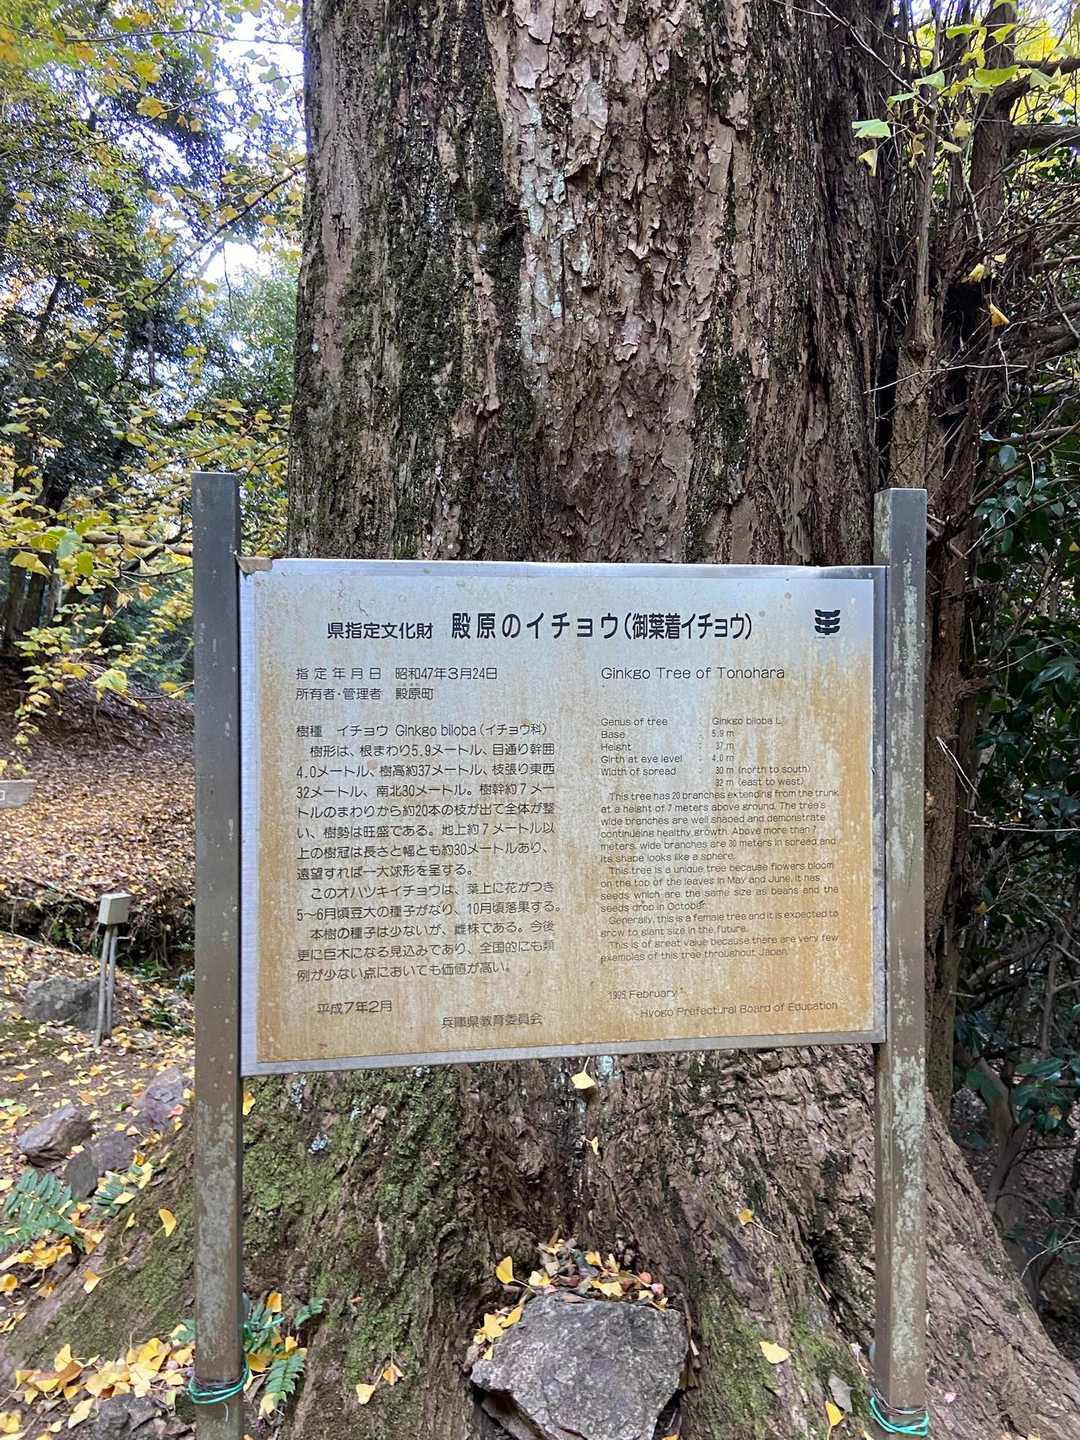 県指定文化財 殿原のイチョウ(御葉着イチョウ)
指定年月日 昭和47年3月24日
所有者・管理者 殿原町
樹種 イチョウ Ginkgo biloba(イチョウ科)
樹形は、根まわり5.9メートル、目通り幹囲
4.0メートル、樹高約37メートル、枝張り東西
32メートル、南北30メートル。樹幹約7メー
トルのまわりから約20本の枝が出て全体が整
い、樹勢は旺盛である。地上約7メートル以
上の樹冠は長さと幅とも約30メートルあり、
遠望すれば一大球形を呈する。
このオハツキイチョウは、葉上に花がつき
5〜6月頃豆大の種子がなり、10月頃落果する。
本樹の種子は少ないが、雌株である。今後
更に巨木になる見込みであり、全国的にも類
例が少ない点においても価値が高い。
平成7年2月
兵庫県教育委員会
Ginkgo Tree of Tonohara
Genus of tree : Ginkgo biloba L.
Base : 5.9 m
Height : 37 m
Girth at eye level : 4.0 m
Width of spread : 30 m (north to south)
32 m (east to west)
This tree has 20 branches extending from the trunk
at a height of 7 meters above ground. The tree's
wide branches are well shaped and demonstrate
continueing healthy growth. Above more than 7
meters, wide branches are 30 meters in spread and
its shape looks like a sphere.
This tree is a unique tree because flowers bloom
on the top of the leaves in May and June. It has
seeds which are the same size as beans and the
seeds drop in October.
Generally, this is a female tree and it is expected to
grow to giant size in the future.
This is of great value because there are very few
examples of this tree throughout Japan.
1995 February
Hyogo Prefectural Board of Education